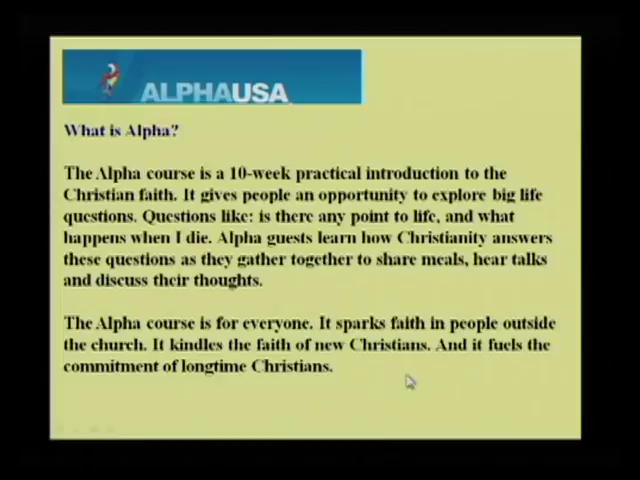 ALPHAUSA
What is Alpha?
The Alpha course is a 10-week practical introduction to the
Christian faith. It gives people an opportunity to explore big life
questions. Questions like: is there any point to life, and what
happens when I die. Alpha guests learn how Christianity answers
these questions as they gather together to share meals, hear talks
and discuss their thoughts.
The Alpha course is for everyone. It sparks faith in people outside
the church. It kindles the faith of new Christians. And it fuels the
commitment of longtime Christians.